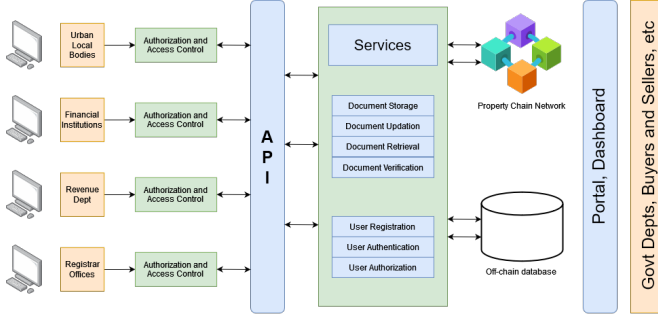 Urban
Local
Bodies
Authorization and
Access Control
Financial
Institutions
Authorization and
Access Control
Revenue
Dept
Authorization and
Access Control
Registrar
Offices
Authorization and
Access Control
API
Services
Document Storage
Document Updation
Document Retrieval
Document Verification
User Registration
User Authentication
User Authorization
Property Chain Network
Off-chain database
Portal, Dashboard
Govt Depts, Buyers and Sellers, etc